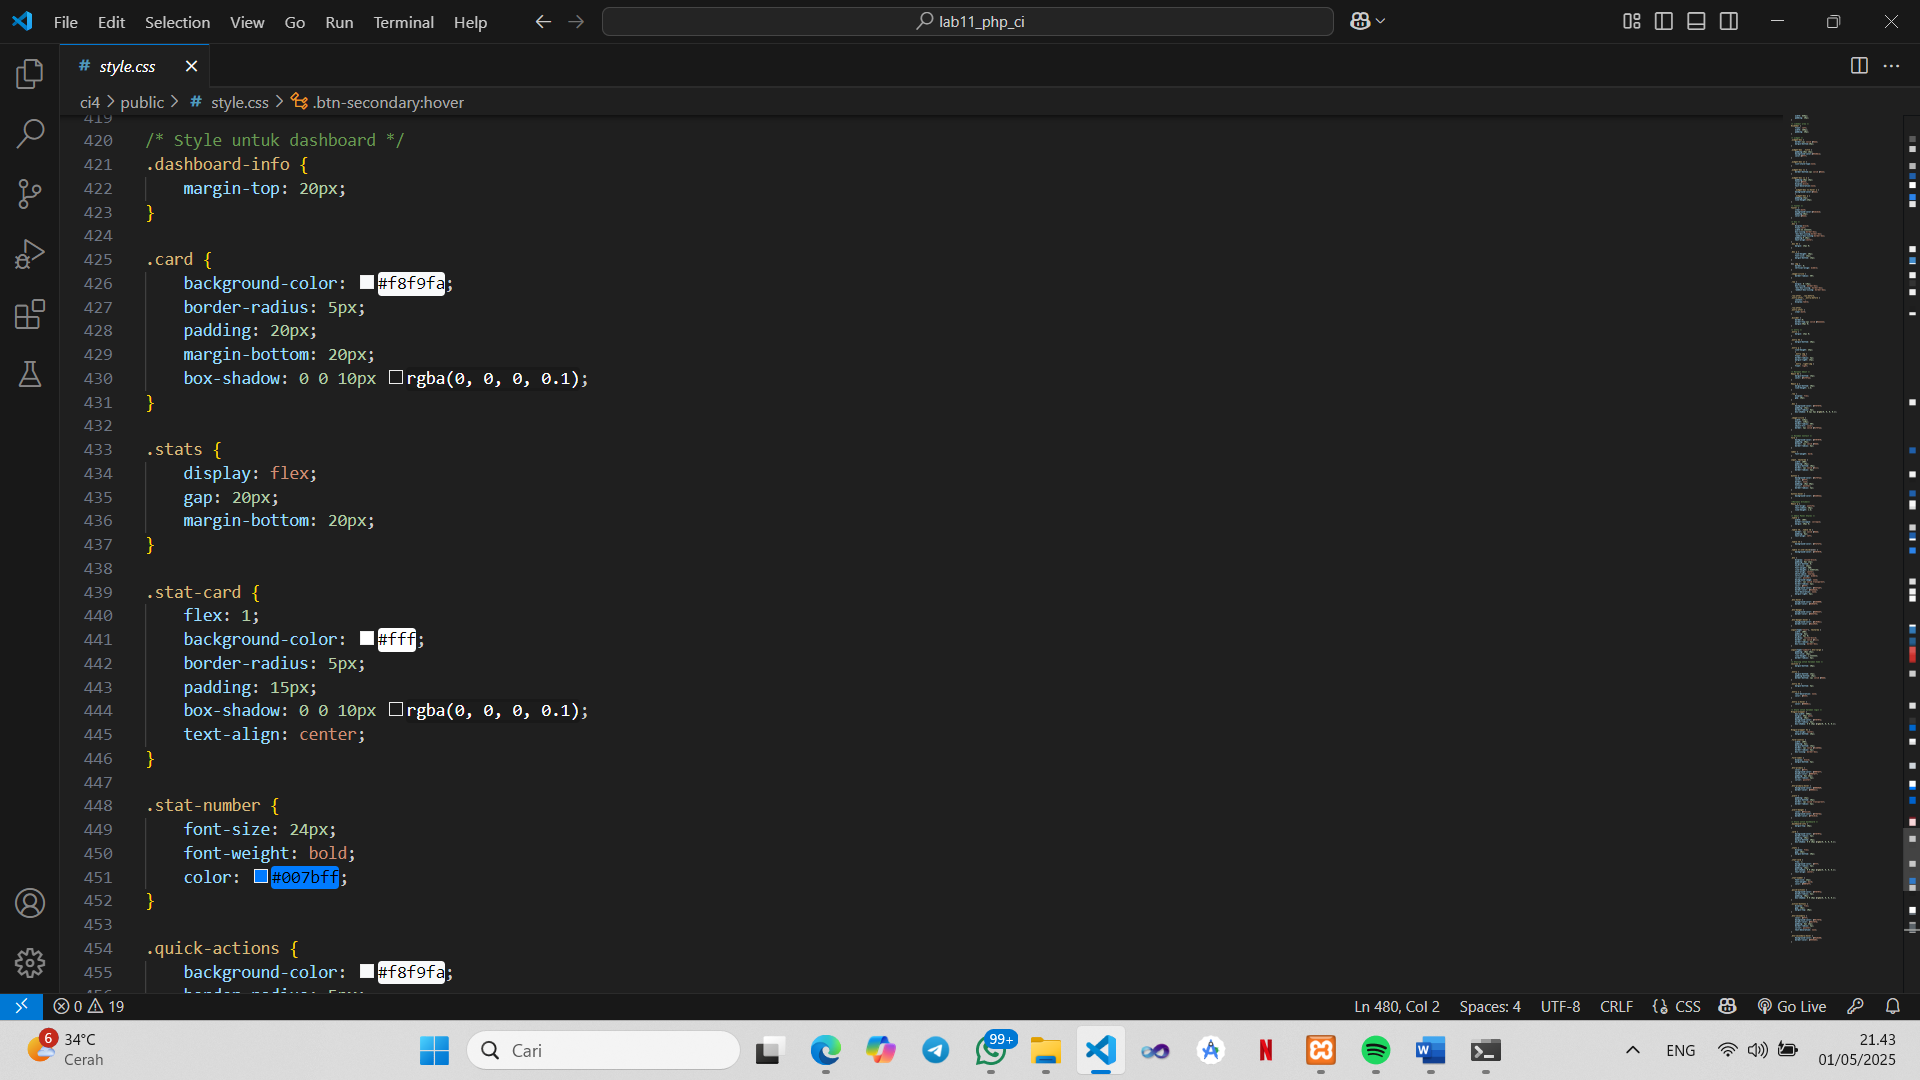 File Edit Selection View Go Run Terminal Help
lab11_php_ci
# style.css
ci4 > public > # style.css > .btn-secondary:hover
419
420 /* Style untuk dashboard */
421 .dashboard-info {
422 margin-top: 20px;
423 }
424
425 .card {
426 background-color: #f8f9fa;
427 border-radius: 5px;
428 padding: 20px;
429 margin-bottom: 20px;
430 box-shadow: 0 0 10px rgba(0, 0, 0, 0.1);
431 }
432
433 .stats {
434 display: flex;
435 gap: 20px;
436 margin-bottom: 20px;
437 }
438
439 .stat-card {
440 flex: 1;
441 background-color: #fff;
442 border-radius: 5px;
443 padding: 15px;
444 box-shadow: 0 0 10px rgba(0, 0, 0, 0.1);
445 text-align: center;
446 }
447
448 .stat-number {
449 font-size: 24px;
450 font-weight: bold;
451 color: #007bff;
452 }
453
454 .quick-actions {
455 background-color: #f8f9fa;
456 border-radius: 5px;
0 19 Ln 480, Col 2 Spaces: 4 UTF-8 CRLF {} CSS Go Live
6 34°C
Cerah
Cari
99+
ENG
21.43
01/05/2025